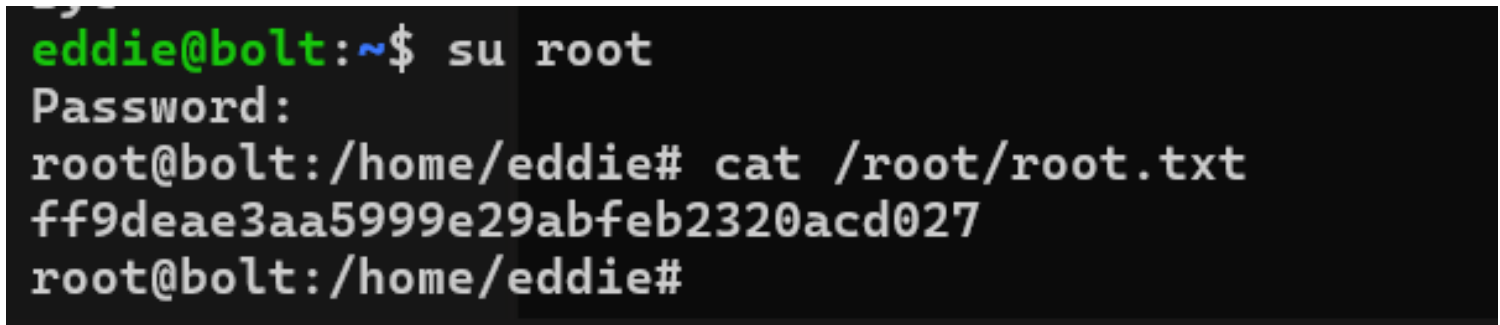 eddie@bolt:~$ su root
Password:
root@bolt:/home/eddie# cat /root/root.txt
ff9deae3aa5999e29abfeb2320acd027
root@bolt:/home/eddie#